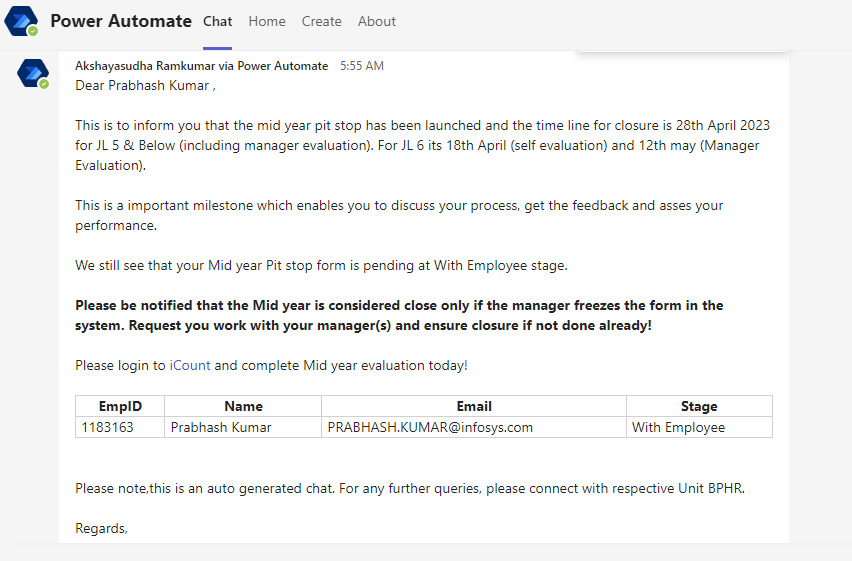 Power Automate Chat Home Create About
Akshayasudha Ramkumar via Power Automate 5:55 AM
Dear Prabhash Kumar ,
This is to inform you that the mid year pit stop has been launched and the time line for closure is 28th April 2023
for JL 5 & Below (including manager evaluation). For JL 6 its 18th April (self evaluation) and 12th may (Manager
Evaluation).
This is a important milestone which enables you to discuss your process, get the feedback and asses your
performance.
We still see that your Mid year Pit stop form is pending at With Employee stage.
Please be notified that the Mid year is considered close only if the manager freezes the form in the
system. Request you work with your manager(s) and ensure closure if not done already!
Please login to iCount and complete Mid year evaluation today!
EmpID Name Email Stage
1183163 Prabhash Kumar PRABHASH.KUMAR@infosys.com With Employee
Please note,this is an auto generated chat. For any further queries, please connect with respective Unit BPHR.
Regards,